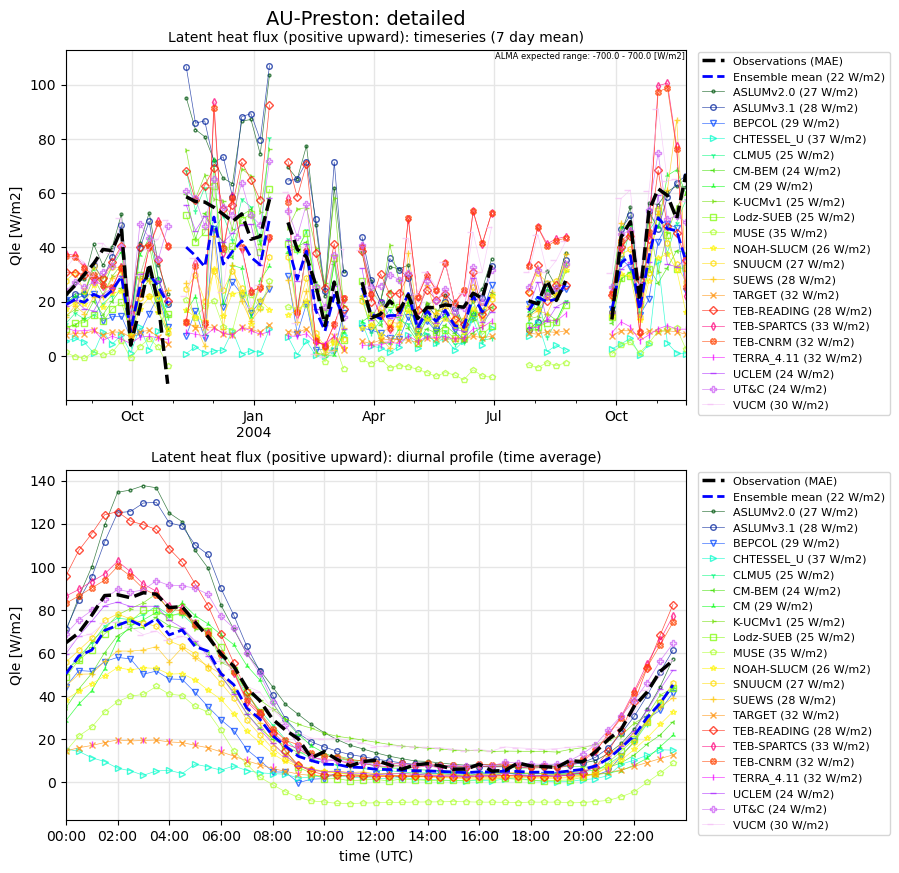 AU-Preston: detailed
Latent heat flux (positive upward): timeseries (7 day mean)
ALMA expected range: -700.0 - 700.0 [W/m2]
Qle [W/m2]
100
80
60
40
20
0
Oct
Jan
2004
Apr
Jul
Oct
Observations (MAE)
Ensemble mean (22 W/m2)
ASLUMv2.0 (27 W/m2)
ASLUMv3.1 (28 W/m2)
BEPCOL (29 W/m2)
CHTESSEL_U (37 W/m2)
CLMU5 (25 W/m2)
CM-BEM (24 W/m2)
CM (29 W/m2)
K-UCMv1 (25 W/m2)
Lodz-SUEB (25 W/m2)
MUSE (35 W/m2)
NOAH-SLUCM (26 W/m2)
SNUUCM (27 W/m2)
SUEWS (28 W/m2)
TARGET (32 W/m2)
TEB-READING (28 W/m2)
TEB-SPARTCS (33 W/m2)
TEB-CNRM (32 W/m2)
TERRA_4.11 (32 W/m2)
UCLEM (24 W/m2)
UT&C (24 W/m2)
VUCM (30 W/m2)
Latent heat flux (positive upward): diurnal profile (time average)
Qle [W/m2]
140
120
100
80
60
40
20
0
00:00
02:00
04:00
06:00
08:00
10:00
12:00
14:00
16:00
18:00
20:00
22:00
time (UTC)
Observation (MAE)
Ensemble mean (22 W/m2)
ASLUMv2.0 (27 W/m2)
ASLUMv3.1 (28 W/m2)
BEPCOL (29 W/m2)
CHTESSEL_U (37 W/m2)
CLMU5 (25 W/m2)
CM-BEM (24 W/m2)
CM (29 W/m2)
K-UCMv1 (25 W/m2)
Lodz-SUEB (25 W/m2)
MUSE (35 W/m2)
NOAH-SLUCM (26 W/m2)
SNUUCM (27 W/m2)
SUEWS (28 W/m2)
TARGET (32 W/m2)
TEB-READING (28 W/m2)
TEB-SPARTCS (33 W/m2)
TEB-CNRM (32 W/m2)
TERRA_4.11 (32 W/m2)
UCLEM (24 W/m2)
UT&C (24 W/m2)
VUCM (30 W/m2)